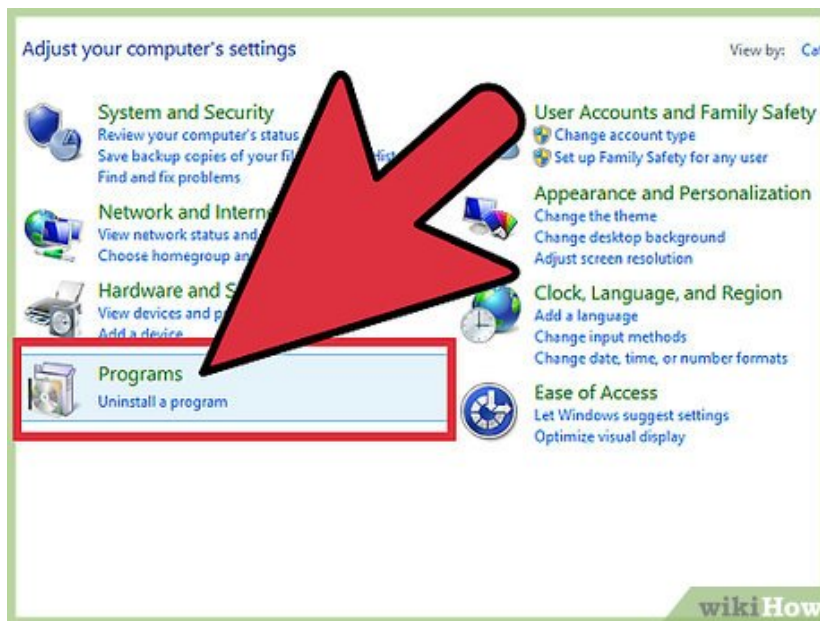 Adjust your computer's settings
View by:
System and Security
Review your computer's status
Save backup copies of your
Find and fix problems
Network and
View network status and
Choose homegroup
Hardware and
View devices and
Add a device
Programs
Uninstall a program
User Accounts and Family Safety
Change account type
Set up Family Safety for any user
Appearance and Personalization
Change the theme
Change desktop background
Adjust screen resolution
Clock, Language, and Region
Add a language
Change input methods
Change date, time, or number formats
Ease of Access
Let Windows suggest settings
Optimize visual display
wikiHow